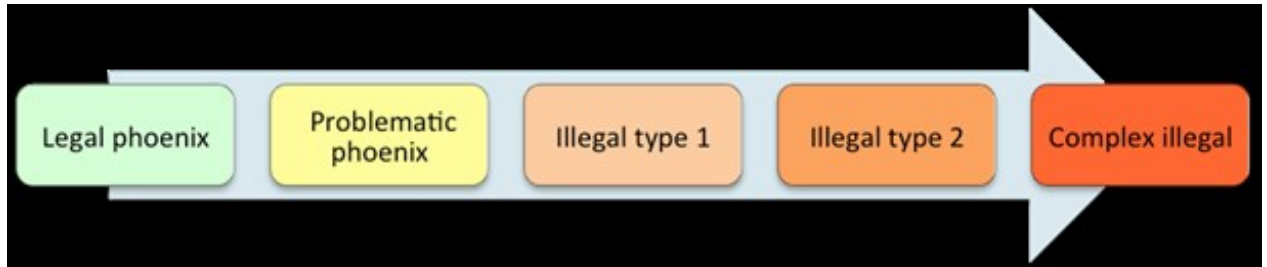 Legal phoenix
Problematic
phoenix
Illegal type 1
Illegal type 2
Complex illegal